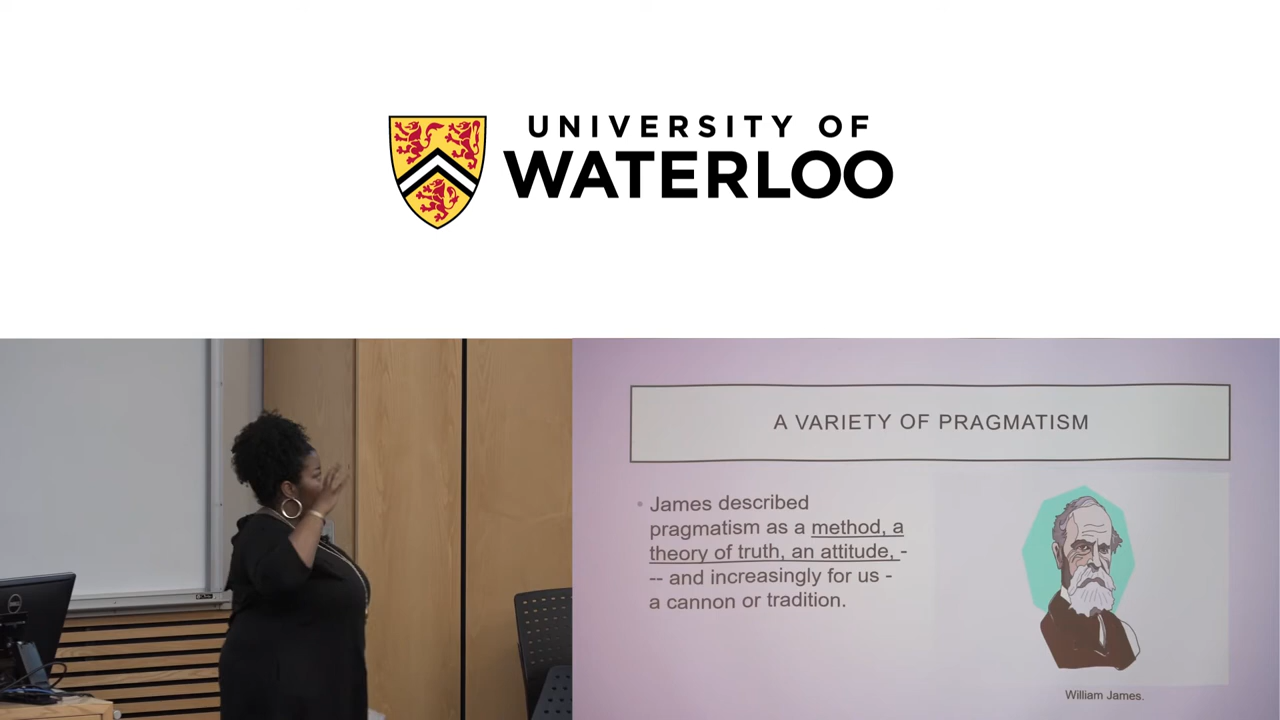 UNIVERSITY OF
WATERLOO
A VARIETY OF PRAGMATISM
• James described
pragmatism as a method, a
theory of truth, an attitude, -
-- and increasingly for us -
a cannon or tradition.
William James.
DELL